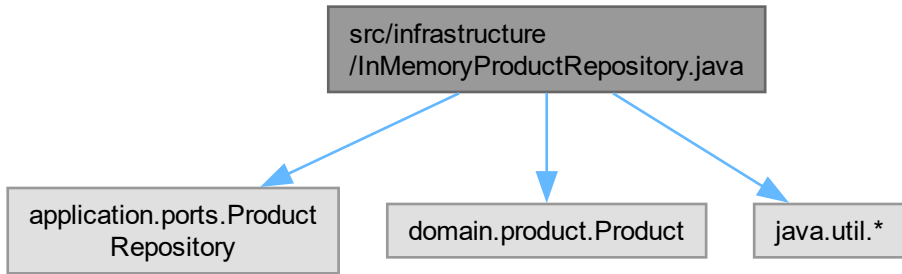 src/infrastructure
/InMemoryProductRepository.java
application.ports.Product
Repository
domain.product.Product
java.util.*